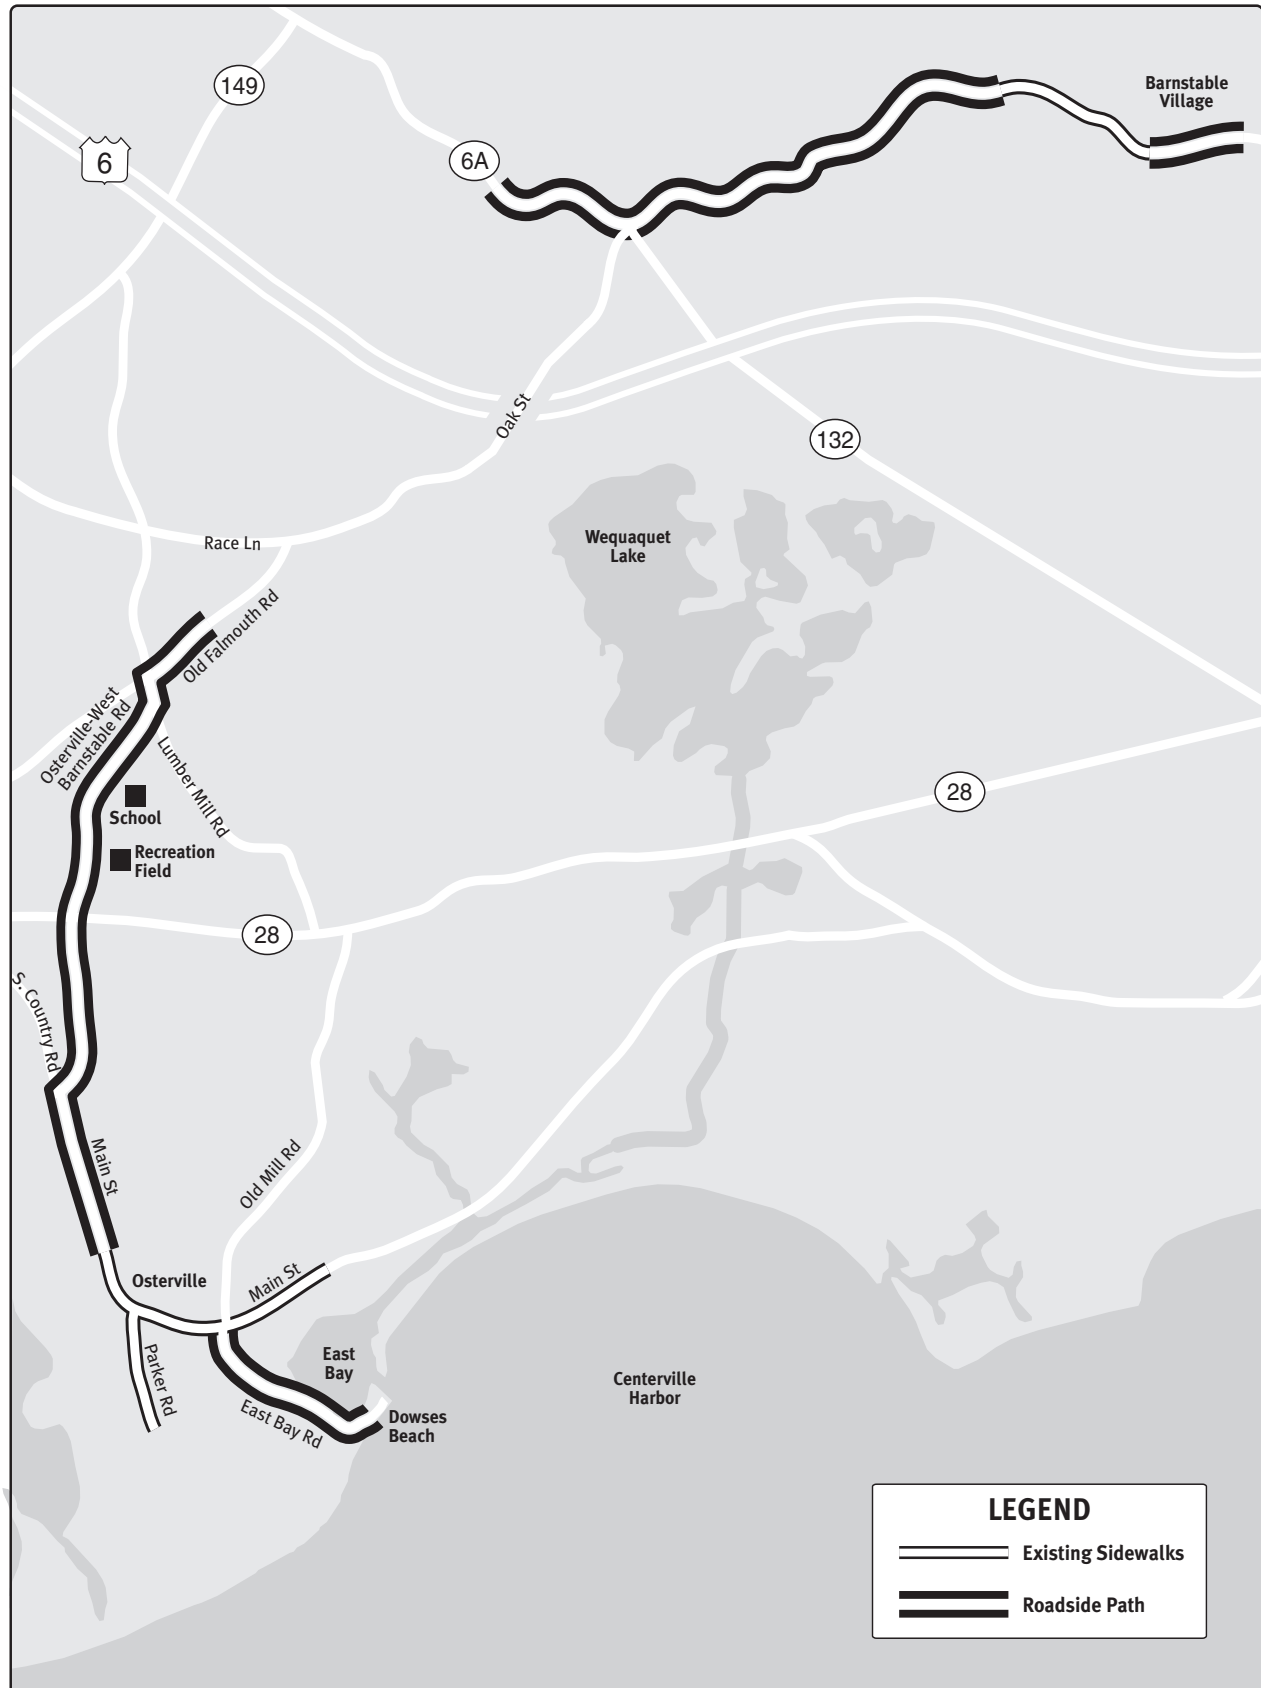 149
6
6A
Barnstable
Village
Oak St
132
Race Ln
Wequaquet
Lake
Old Falmouth Rd
Osterville-West
Barnstable Rd
Lumber Mill Rd
School
Recreation
Field
28
28
S. Country Rd
Main St
Old Mill Rd
Osterville
Main St
Parker Rd
East
Bay
East Bay Rd
Dowses
Beach
Centerville
Harbor
LEGEND
Existing Sidewalks
Roadside Path